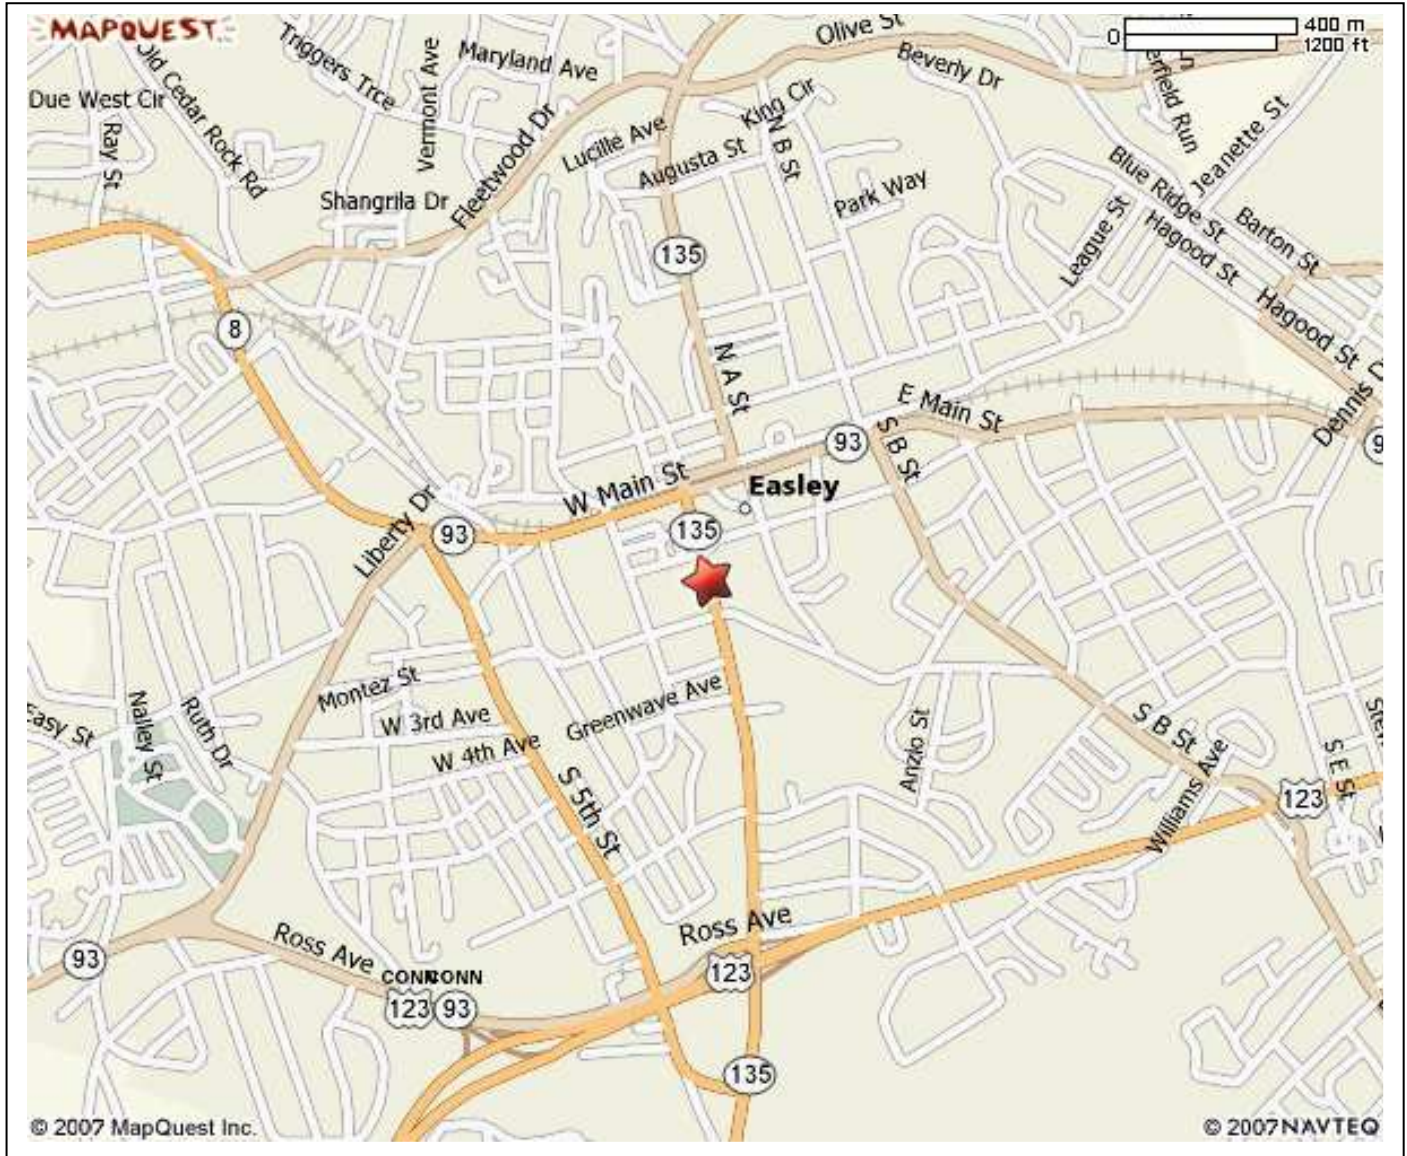 MAPQUEST.
Olive St
0
400 m
1200 ft
Triggers Trce
Maryland Ave
Vermont Ave
Old Cedar Rock Rd
Due West Cir
Ray St
Beverly Dr
erfield Run
Jeanette St
King Cir
N B St
Fleetwood Dr
Lucille Ave
Augusta St
Park Way
Shangrila Dr
Blue Ridge St
Hagood St
League St
Barton St
135
8
Hagood St
N A St
E Main St
Dennis
93
S B St
9
W Main St
Easley
Liberty Dr
93
135
Montez St
W 3rd Ave
Greenwave Ave
W 4th Ave
Easy St
Nalley St
Ruth Dr
Anzio St
S B St
Williams Ave
S E St
123
S 5th St
Ross Ave
Ross Ave
93
CONN
CONN
123
93
123
135
© 2007 MapQuest Inc.
© 2007 NAVTEQ